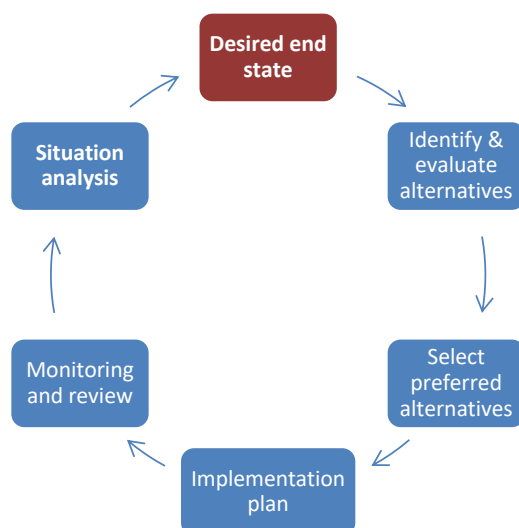 Desired end
state
Identify &
evaluate
alternatives
Select
preferred
alternatives
Implementation
plan
Monitoring
and review
Situation
analysis